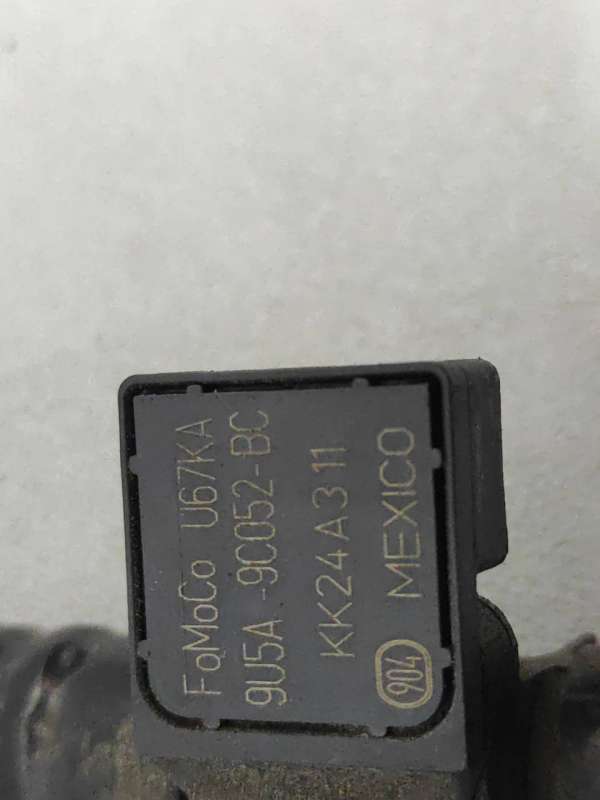 FoMoCo U67KA
9U5A-9C052-BC
KK24A311
904 MEXICO